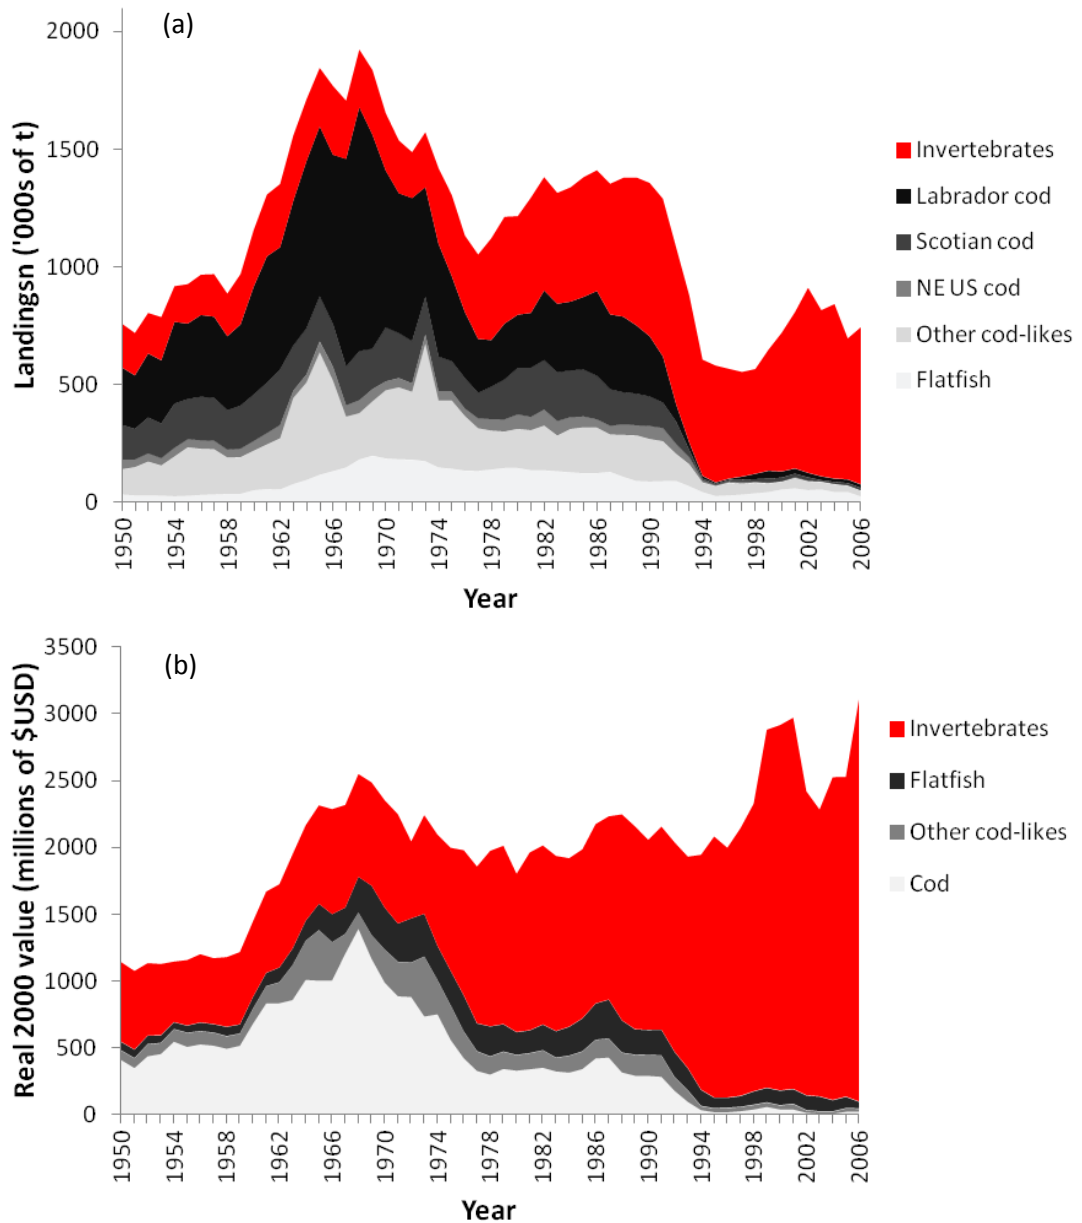 (a)
Landingsn ('000s of t)
2000
1500
1000
500
0
1950
1954
1958
1962
1966
1970
1974
1978
1982
1986
1990
1994
1998
2002
2006
Year
Invertebrates
Labrador cod
Scotian cod
NE US cod
Other cod-likes
Flatfish
(b)
Real 2000 value (millions of $USD)
3500
3000
2500
2000
1500
1000
500
0
1950
1954
1958
1962
1966
1970
1974
1978
1982
1986
1990
1994
1998
2002
2006
Year
Invertebrates
Flatfish
Other cod-likes
Cod